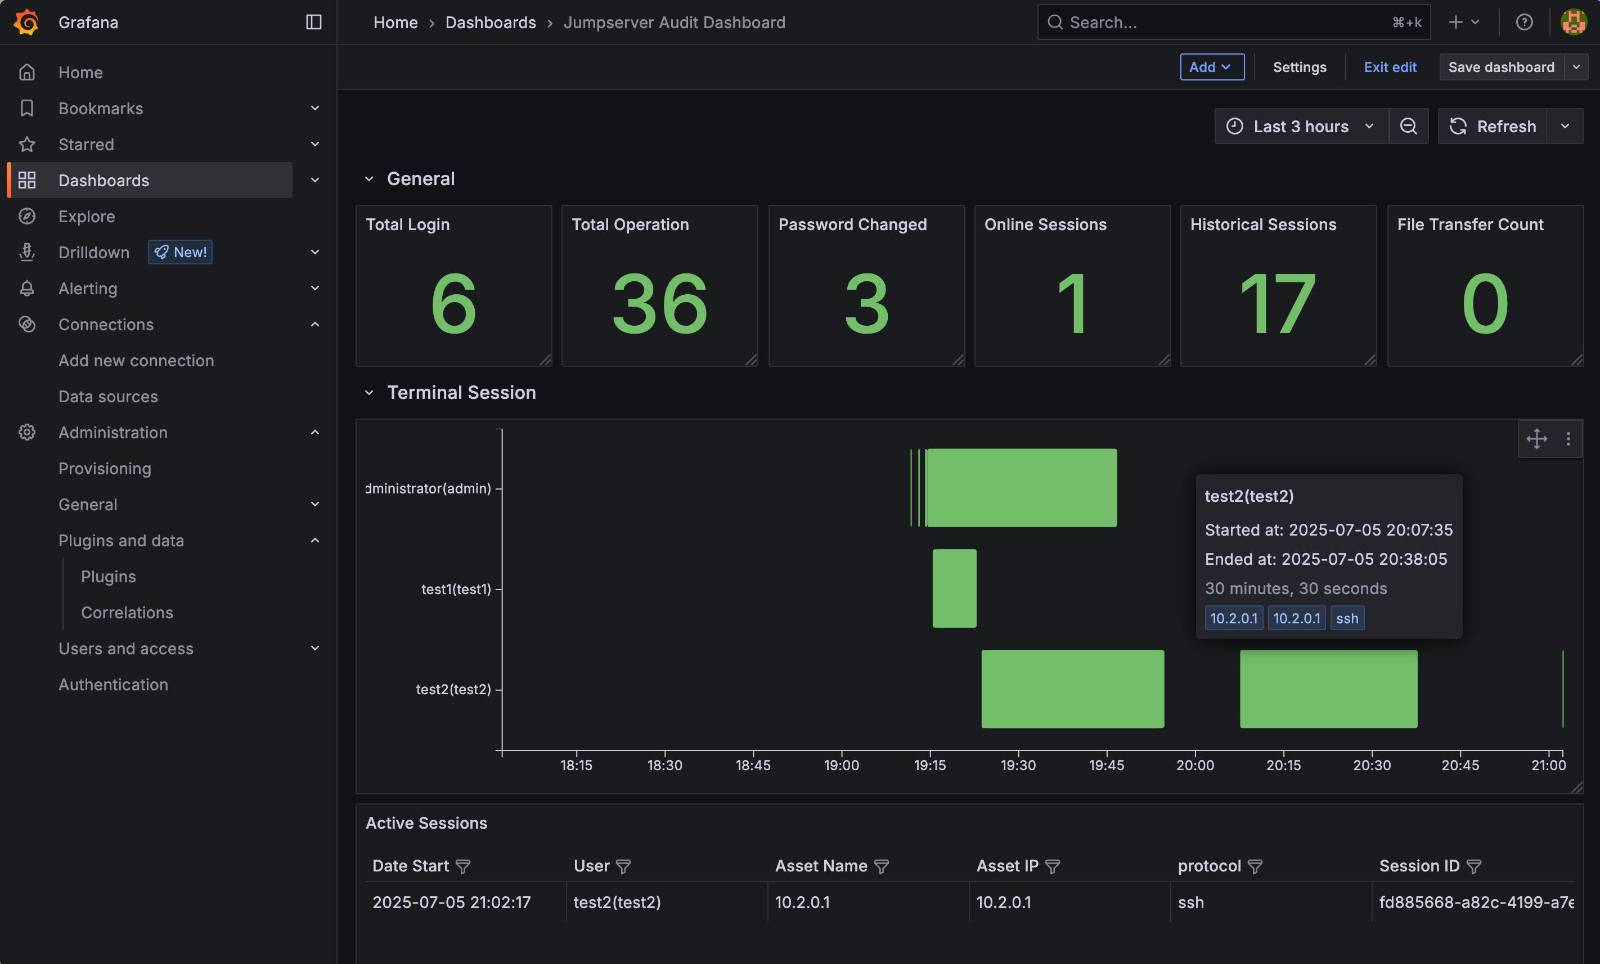 Grafana
Home › Dashboards › Jumpserver Audit Dashboard
Search...
⌘+k
Add
Settings
Exit edit
Save dashboard
Home
Bookmarks
Starred
Dashboards
Explore
Drilldown
New!
Alerting
Connections
Add new connection
Data sources
Administration
Provisioning
General
Plugins and data
Plugins
Correlations
Users and access
Authentication
Last 3 hours
Refresh
General
Total Login
6
Total Operation
36
Password Changed
3
Online Sessions
1
Historical Sessions
17
File Transfer Count
0
Terminal Session
dministrator(admin)
test1(test1)
test2(test2)
test2(test2)
Started at: 2025-07-05 20:07:35
Ended at: 2025-07-05 20:38:05
30 minutes, 30 seconds
10.2.0.1 10.2.0.1 ssh
18:15 18:30 18:45 19:00 19:15 19:30 19:45 20:00 20:15 20:30 20:45 21:00
Active Sessions
Date Start User Asset Name Asset IP protocol Session ID
2025-07-05 21:02:17 test2(test2) 10.2.0.1 10.2.0.1 ssh fd885668-a82c-4199-a7e